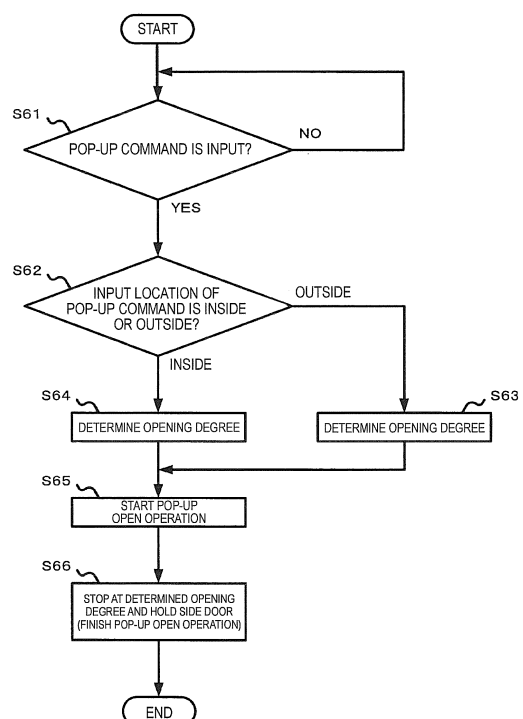 START
S61
POP-UP COMMAND IS INPUT?
NO
YES
S62
INPUT LOCATION OF
POP-UP COMMAND IS INSIDE
OR OUTSIDE?
OUTSIDE
INSIDE
S64
DETERMINE OPENING DEGREE
S63
DETERMINE OPENING DEGREE
S65
START POP-UP
OPEN OPERATION
S66
STOP AT DETERMINED OPENING
DEGREE AND HOLD SIDE DOOR
(FINISH POP-UP OPEN OPERATION)
END